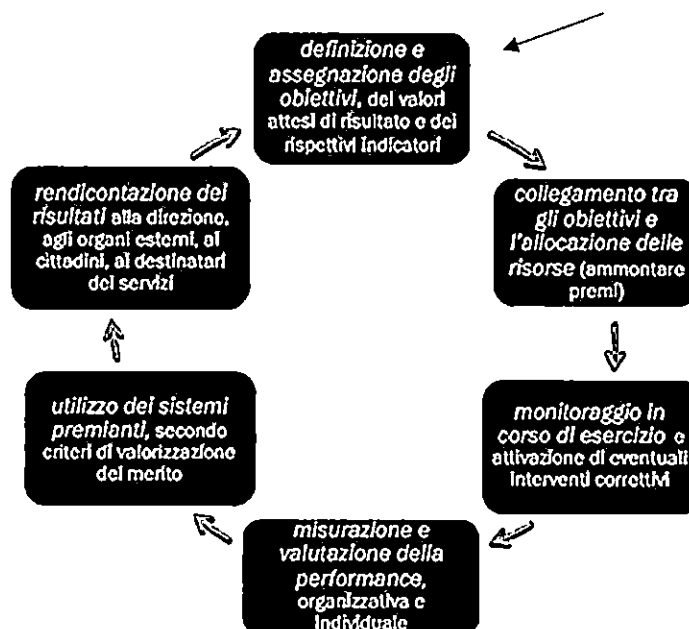 definizione e
assegnazione degli
obiettivi, dei valori
attesi di risultato e dei
rispettivi indicatori
collegamento tra
gli obiettivi e
l'allocazione delle
risorse (ammontare
premi)
monitoraggio in
corso di esercizio e
attivazione di eventuali
interventi correttivi
misurazione e
valutazione della
performance,
organizzativa e
individuale
utilizzo dei sistemi
premianti, secondo
criteri di valorizzazione
del merito
rendicontazione dei
risultati alla direzione,
agli organi esterni, ai
cittadini, ai destinatari
dei servizi